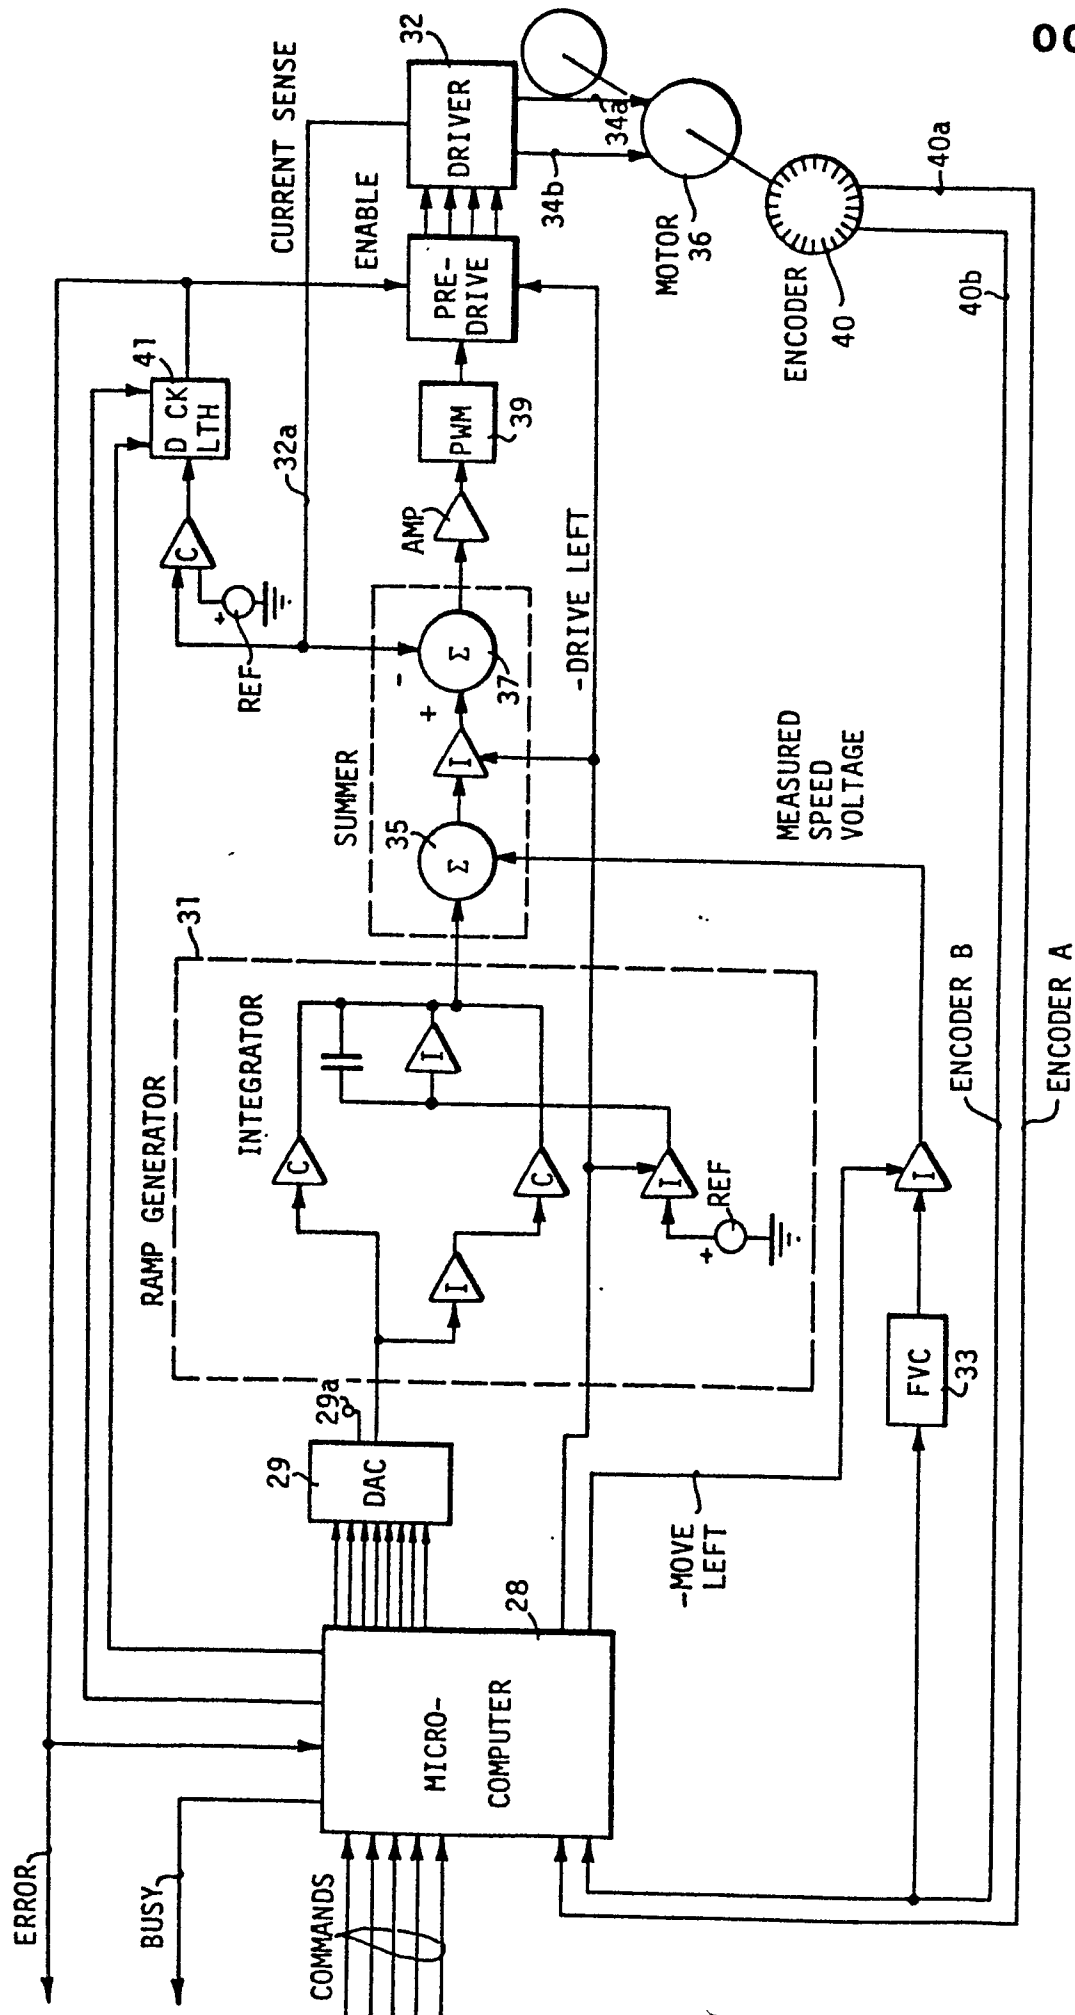 00
ERROR
BUSY
COMMANDS
MICRO-
COMPUTER
28
29
DAC
29a
RAMP GENERATOR
31
INTEGRATOR
C
I
I
C
I
REF
+
-MOVE
LEFT
FVC
33
I
ENCODER B
ENCODER A
MEASURED
SPEED
VOLTAGE
SUMMER
35
Σ
I
+
-
Σ
37
-DRIVE LEFT
REF
+
C
D CK
LTH
41
32a
AMP
PWM
39
PRE-
DRIVE
ENABLE
CURRENT SENSE
DRIVER
32
34a
34b
MOTOR
36
ENCODER
40
40a
40b